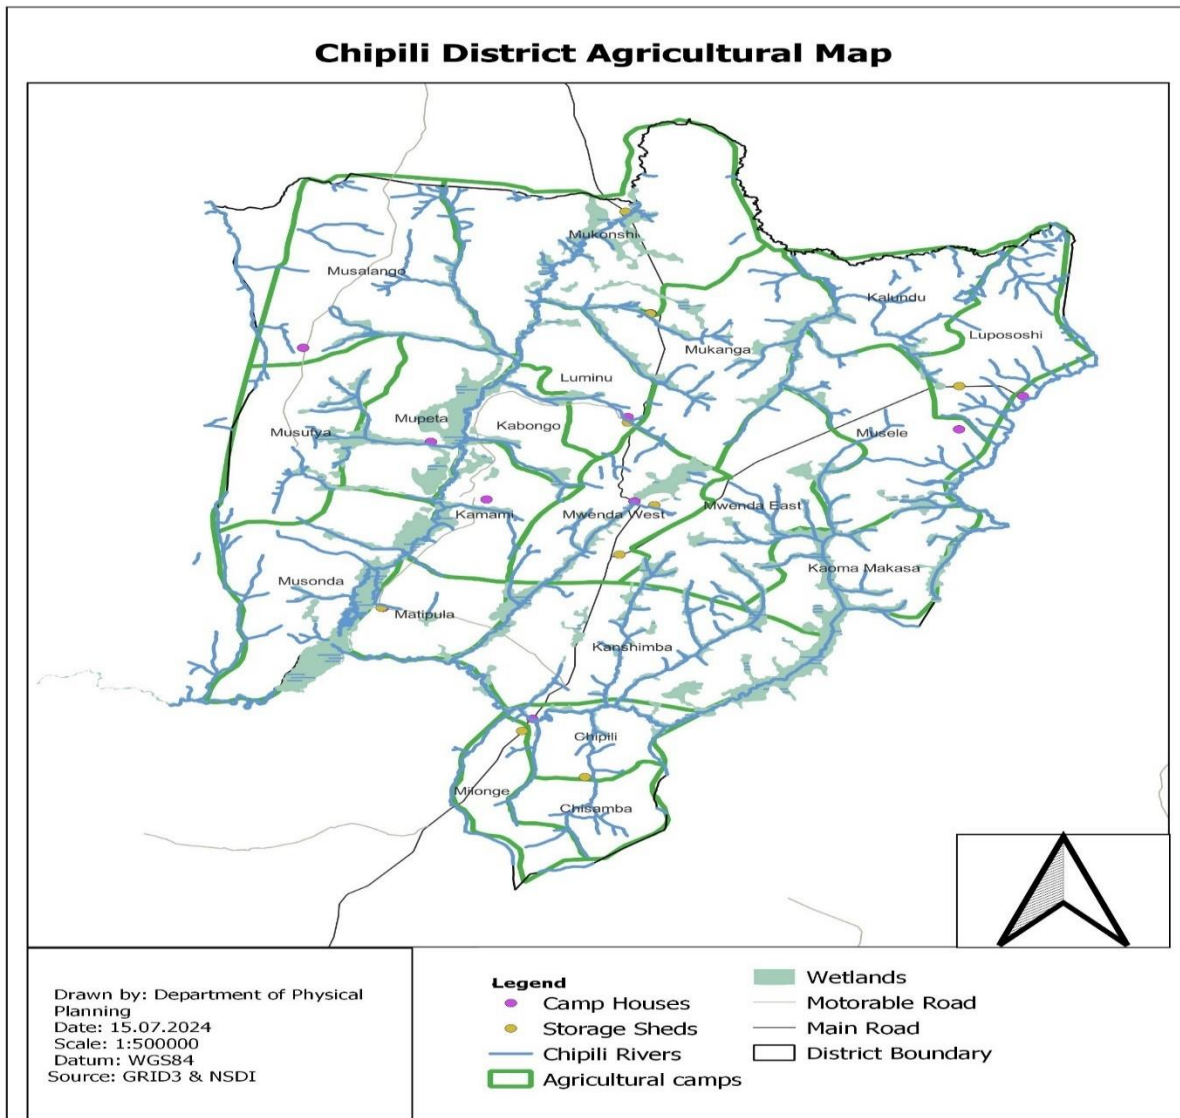 Chipili District Agricultural Map
Mukonshi
Musalango
Kalundu
Lupososhi
Mukanga
Luminu
Mupeta
Kabongo
Musufya
Musele
Kamami
Mwenda West
Mwenda East
Kaoma Makasa
Musonda
Matipula
Kanshimba
Chipili
Milonge
Chisamba
Drawn by: Department of Physical
Planning
Date: 15.07.2024
Scale: 1:500000
Datum: WGS84
Source: GRID3 & NSDI
Legend
Camp Houses
Storage Sheds
Chipili Rivers
Agricultural camps
Wetlands
Motorable Road
Main Road
District Boundary